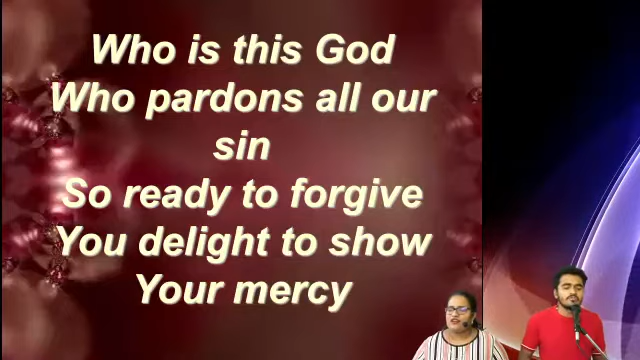 Who is this God
Who pardons all our
sin
So ready to forgive
You delight to show
Your mercy